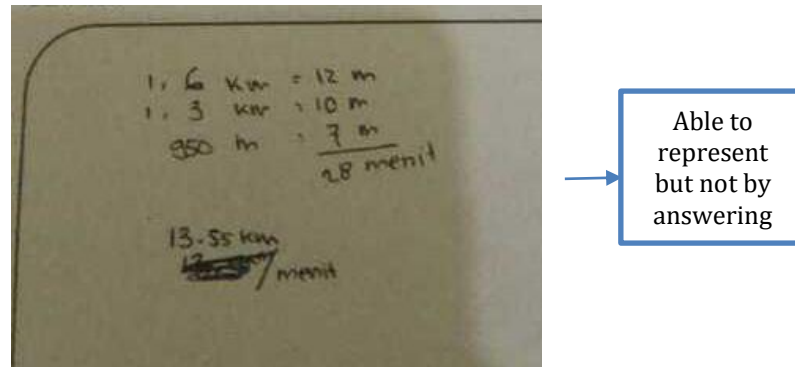 1, 6 km = 12 m
1, 3 km = 10 m
950 m = 7 m
28 menit
13.55 km
/ menit
Able to
represent
but not by
answering